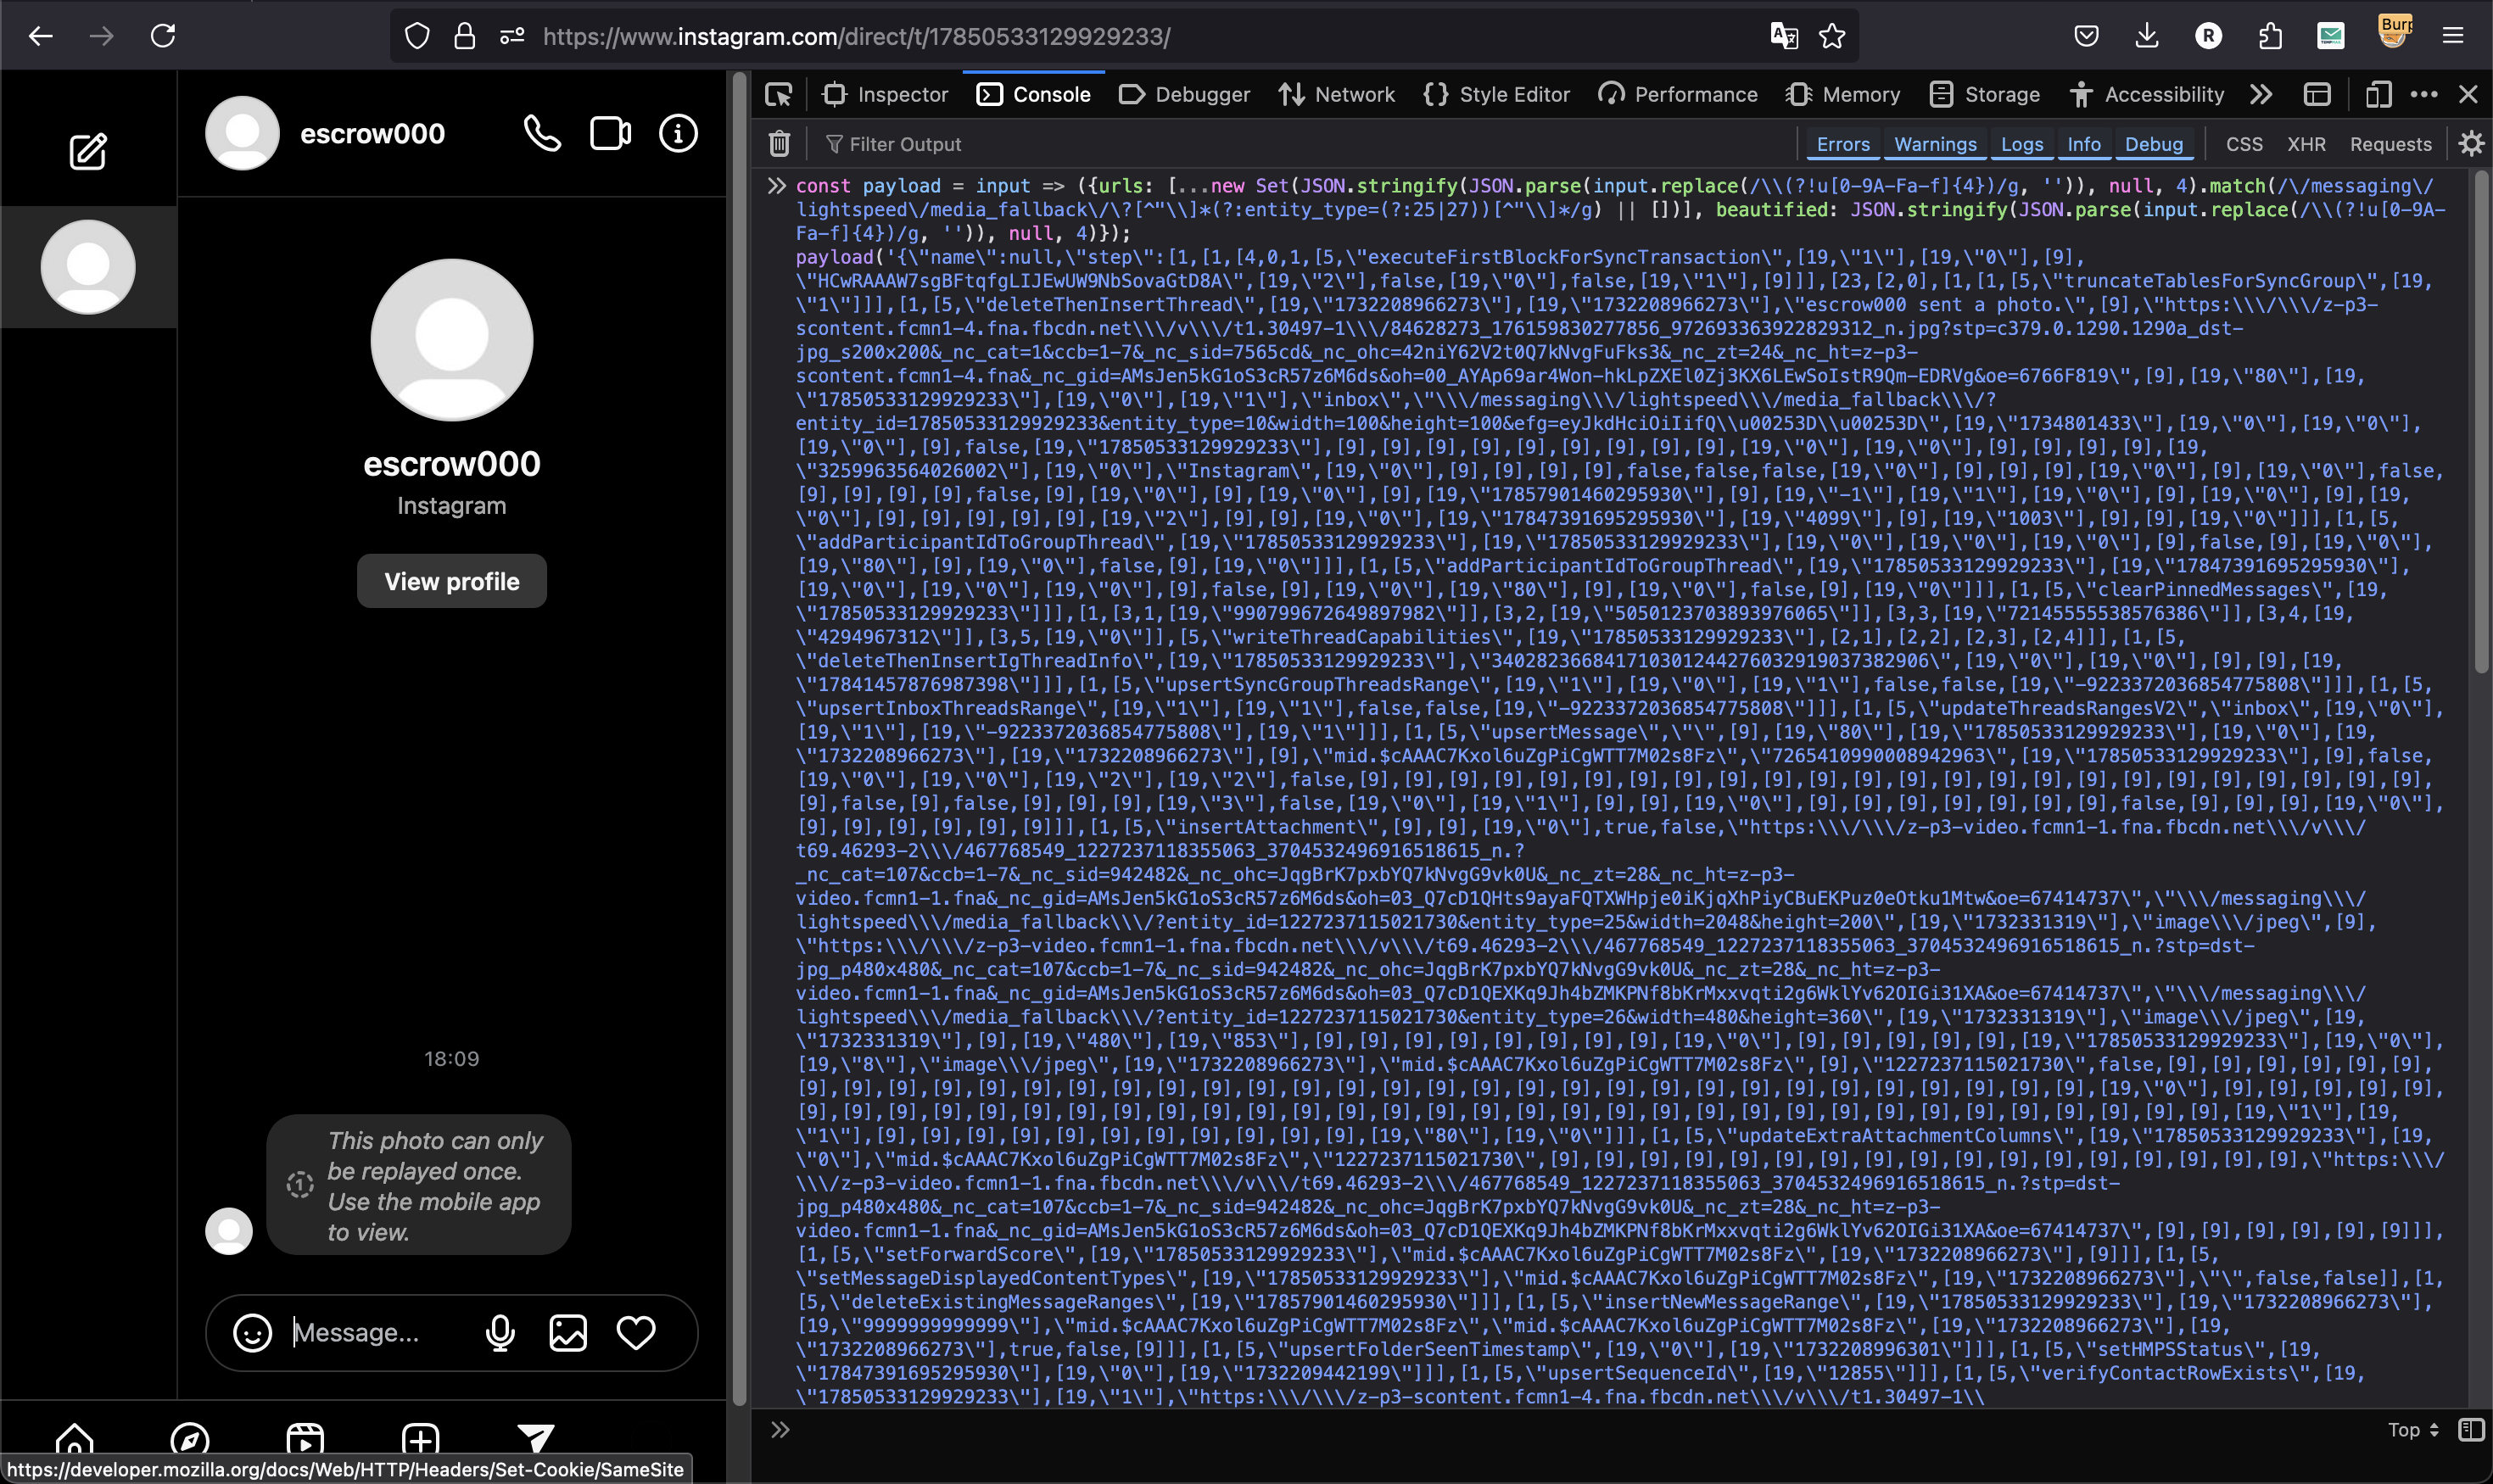 https://www.instagram.com/direct/t/17850533129929233/
R
Burp
escrow000
escrow000
Instagram
View profile
18:09
This photo can only
be replayed once.
Use the mobile app
to view.
Message...
https://developer.mozilla.org/docs/Web/HTTP/Headers/Set-Cookie/SameSite
Inspector
Console
Debugger
Network
Style Editor
Performance
Memory
Storage
Accessibility
Filter Output
Errors
Warnings
Logs
Info
Debug
CSS
XHR
Requests
const payload = input => ({urls: [...new Set(JSON.stringify(JSON.parse(input.replace(/\\(?!u[0-9A-Fa-f]{4})/g, '')), null, 4).match(/\/messaging\/
lightspeed\/media_fallback\/\?[^"\\]*(?:entity_type=(?:25|27))[^"\\]*/g) || [])], beautified: JSON.stringify(JSON.parse(input.replace(/\\(?!u[0-9A-
Fa-f]{4})/g, '')), null, 4)});
payload('{\"name\":null,\"step\":[1,[1,[4,0,1,[5,\"executeFirstBlockForSyncTransaction\",[19,\"1\"],[19,\"0\"],[9],
\"HCwRAAAW7sgBFtqfgLIJEwUW9NbSovaGtD8A\",[19,\"2\"],false,[19,\"0\"],false,[19,\"1\"],[9]]],[23,[2,0],[1,[1,[5,\"truncateTablesForSyncGroup\",[19,
\"1\"]]],[1,[5,\"deleteThenInsertThread\",[19,\"1732208966273\"],[19,\"1732208966273\"],\"escrow000 sent a photo.\",[9],\"https:\\\/\\\/z-p3-
scontent.fcmn1-4.fna.fbcdn.net\\\/v\\\/t1.30497-1\\\/84628273_176159830277856_972693363922829312_n.jpg?stp=c379.0.1290.1290a_dst-
jpg_s200x200&_nc_cat=1&ccb=1-7&_nc_sid=7565cd&_nc_ohc=42niY62V2t0Q7kNvgFuFks3&_nc_zt=24&_nc_ht=z-p3-
scontent.fcmn1-4.fna&_nc_gid=AMsJen5kG1oS3cR57z6M6ds&oh=00_AYAp69ar4Won-hkLpZXEl0Zj3KX6LEwSoIstR9Qm-EDRVg&oe=6766F819\",[9],[19,\"80\"],[19,
\"17850533129929233\"],[19,\"0\"],[19,\"1\"],\"inbox\",\"\\\/messaging\\\/lightspeed\\\/media_fallback\\\/?
entity_id=17850533129929233&entity_type=10&width=100&height=100&efg=eyJkdHciOiIifQ\\u00253D\\u00253D\",[19,\"1734801433\"],[19,\"0\"],[19,\"0\"],
[19,\"0\"],[9],false,[19,\"17850533129929233\"],[9],[9],[9],[9],[9],[9],[9],[9],[19,\"0\"],[19,\"0\"],[9],[9],[9],[9],[19,
\"3259963564026002\"],[19,\"0\"],\"Instagram\",[19,\"0\"],[9],[9],[9],[9],false,false,false,[19,\"0\"],[9],[9],[9],[19,\"0\"],[9],[19,\"0\"],false,
[9],[9],[9],[9],false,[9],[19,\"0\"],[9],[19,\"0\"],[9],[19,\"17857901460295930\"],[9],[19,\"-1\"],[19,\"1\"],[19,\"0\"],[9],[19,\"0\"],[9],[19,
\"0\"],[9],[9],[9],[9],[9],[19,\"2\"],[9],[9],[19,\"0\"],[19,\"17847391695295930\"],[19,\"4099\"],[9],[19,\"1003\"],[9],[9],[19,\"0\"]]],[1,[5,
\"addParticipantIdToGroupThread\",[19,\"17850533129929233\"],[19,\"17850533129929233\"],[19,\"0\"],[19,\"0\"],[19,\"0\"],[9],false,[9],[19,\"0\"],
[19,\"80\"],[9],[19,\"0\"],false,[9],[19,\"0\"]]],[1,[5,\"addParticipantIdToGroupThread\",[19,\"17850533129929233\"],[19,\"17847391695295930\"],
[19,\"0\"],[19,\"0\"],[19,\"0\"],[9],false,[9],[19,\"0\"],[19,\"80\"],[9],[19,\"0\"],false,[9],[19,\"0\"]]],[1,[5,\"clearPinnedMessages\",[19,
\"17850533129929233\"]]],[1,[3,1,[19,\"990799672649897982\"]],[3,2,[19,\"5050123703893976065\"]],[3,3,[19,\"72145555538576386\"]],[3,4,[19,
\"4294967312\"]],[3,5,[19,\"0\"]],[5,\"writeThreadCapabilities\",[19,\"17850533129929233\"],[2,1],[2,2],[2,3],[2,4]]],[1,[5,
\"deleteThenInsertIgThreadInfo\",[19,\"17850533129929233\"],\"340282366841710301244276032919037382906\",[19,\"0\"],[19,\"0\"],[9],[9],[19,
\"17841457876987398\"]]],[1,[5,\"upsertSyncGroupThreadsRange\",[19,\"1\"],[19,\"0\"],[19,\"1\"],false,false,[19,\"-9223372036854775808\"]]],[1,[5,
\"upsertInboxThreadsRange\",[19,\"1\"],[19,\"1\"],false,false,[19,\"-9223372036854775808\"]]],[1,[5,\"updateThreadsRangesV2\",\"inbox\",[19,\"0\"],
[19,\"1\"],[19,\"-9223372036854775808\"],[19,\"1\"]]],[1,[5,\"upsertMessage\",\"\",[9],[19,\"80\"],[19,\"17850533129929233\"],[19,\"0\"],[19,
\"1732208966273\"],[19,\"1732208966273\"],[9],\"mid.$cAAAC7Kxol6uZgPiCgWTT7M02s8Fz\",\"7265410990008942963\",[19,\"17850533129929233\"],[9],false,
[19,\"0\"],[19,\"0\"],[19,\"2\"],[19,\"2\"],false,[9],[9],[9],[9],[9],[9],[9],[9],[9],[9],[9],[9],[9],[9],[9],[9],[9],[9],[9],[9],[9],[9],[9],[9],
[9],false,[9],false,[9],[9],[9],[19,\"3\"],false,[19,\"0\"],[19,\"1\"],[9],[9],[19,\"0\"],[9],[9],[9],[9],[9],[9],[9],false,[9],[9],[9],[19,\"0\"],
[9],[9],[9],[9],[9],[9]]],[1,[5,\"insertAttachment\",[9],[9],[19,\"0\"],true,false,\"https:\\\/\\\/z-p3-video.fcmn1-1.fna.fbcdn.net\\\/v\\\/
t69.46293-2\\\/467768549_1227237118355063_3704532496916518615_n.?
_nc_cat=107&ccb=1-7&_nc_sid=942482&_nc_ohc=JqgBrK7pxbYQ7kNvgG9vk0U&_nc_zt=28&_nc_ht=z-p3-
video.fcmn1-1.fna&_nc_gid=AMsJen5kG1oS3cR57z6M6ds&oh=03_Q7cD1QHts9ayaFQTXWHpje0iKjqXhPiyCBuEKPuz0eOtku1Mtw&oe=67414737\",\"\\\/messaging\\\/
lightspeed\\\/media_fallback\\\/?entity_id=1227237115021730&entity_type=25&width=2048&height=200\",[19,\"1732331319\"],\"image\\\/jpeg\",[9],
\"https:\\\/\\\/z-p3-video.fcmn1-1.fna.fbcdn.net\\\/v\\\/t69.46293-2\\\/467768549_1227237118355063_3704532496916518615_n.?stp=dst-
jpg_p480x480&_nc_cat=107&ccb=1-7&_nc_sid=942482&_nc_ohc=JqgBrK7pxbYQ7kNvgG9vk0U&_nc_zt=28&_nc_ht=z-p3-
video.fcmn1-1.fna&_nc_gid=AMsJen5kG1oS3cR57z6M6ds&oh=03_Q7cD1QEXKq9Jh4bZMKPNf8bKrMxxvqti2g6WklYv62OIGi31XA&oe=67414737\",\"\\\/messaging\\\/
lightspeed\\\/media_fallback\\\/?entity_id=1227237115021730&entity_type=26&width=480&height=360\",[19,\"1732331319\"],\"image\\\/jpeg\",[19,
\"1732331319\"],[9],[19,\"480\"],[19,\"853\"],[9],[9],[9],[9],[9],[9],[9],[9],[9],[19,\"0\"],[9],[9],[9],[9],[19,\"17850533129929233\"],[19,\"0\"],
[19,\"8\"],\"image\\\/jpeg\",[19,\"1732208966273\"],\"mid.$cAAAC7Kxol6uZgPiCgWTT7M02s8Fz\",[9],\"1227237115021730\",false,[9],[9],[9],[9],[9],[9],
[9],[9],[9],[9],[9],[9],[9],[9],[9],[9],[9],[9],[9],[9],[9],[9],[9],[9],[9],[9],[9],[9],[9],[19,\"0\"],[9],[9],[9],[9],[9],[9],
[9],[9],[9],[9],[9],[9],[9],[9],[9],[9],[9],[9],[9],[9],[9],[9],[9],[9],[9],[9],[9],[9],[9],[9],[9],[9],[9],[9],[19,\"1\"],[19,
\"1\"],[9],[9],[9],[9],[9],[9],[9],[9],[9],[9],[19,\"80\"],[19,\"0\"]]],[1,[5,\"updateExtraAttachmentColumns\",[19,\"17850533129929233\"],[19,
\"0\"],\"mid.$cAAAC7Kxol6uZgPiCgWTT7M02s8Fz\",\"1227237115021730\",[9],[9],[9],[9],[9],[9],[9],[9],[9],[9],[9],[9],[9],[9],[9],\"https:\\\/
\\\/z-p3-video.fcmn1-1.fna.fbcdn.net\\\/v\\\/t69.46293-2\\\/467768549_1227237118355063_3704532496916518615_n.?stp=dst-
jpg_p480x480&_nc_cat=107&ccb=1-7&_nc_sid=942482&_nc_ohc=JqgBrK7pxbYQ7kNvgG9vk0U&_nc_zt=28&_nc_ht=z-p3-
video.fcmn1-1.fna&_nc_gid=AMsJen5kG1oS3cR57z6M6ds&oh=03_Q7cD1QEXKq9Jh4bZMKPNf8bKrMxxvqti2g6WklYv62OIGi31XA&oe=67414737\",[9],[9],[9],[9],[9],[9]]],
[1,[5,\"setForwardScore\",[19,\"17850533129929233\"],\"mid.$cAAAC7Kxol6uZgPiCgWTT7M02s8Fz\",[19,\"1732208966273\"],[9]]],[1,[5,
\"setMessageDisplayedContentTypes\",[19,\"17850533129929233\"],\"mid.$cAAAC7Kxol6uZgPiCgWTT7M02s8Fz\",[19,\"1732208966273\"],\"\",false,false]],[1,
[5,\"deleteExistingMessageRanges\",[19,\"17857901460295930\"]]],[1,[5,\"insertNewMessageRange\",[19,\"17850533129929233\"],[19,\"1732208966273\"],
[19,\"9999999999999\"],\"mid.$cAAAC7Kxol6uZgPiCgWTT7M02s8Fz\",\"mid.$cAAAC7Kxol6uZgPiCgWTT7M02s8Fz\",[19,\"1732208966273\"],[19,
\"1732208966273\"],true,false,[9]]],[1,[5,\"upsertFolderSeenTimestamp\",[19,\"0\"],[19,\"1732208996301\"]]],[1,[5,\"setHMPSStatus\",[19,
\"17847391695295930\"],[19,\"0\"],[19,\"1732209442199\"]]],[1,[5,\"upsertSequenceId\",[19,\"12855\"]]],[1,[5,\"verifyContactRowExists\",[19,
\"17850533129929233\"],[19,\"1\"],\"https:\\\/\\\/z-p3-scontent.fcmn1-4.fna.fbcdn.net\\\/v\\\/t1.30497-1\\
Top